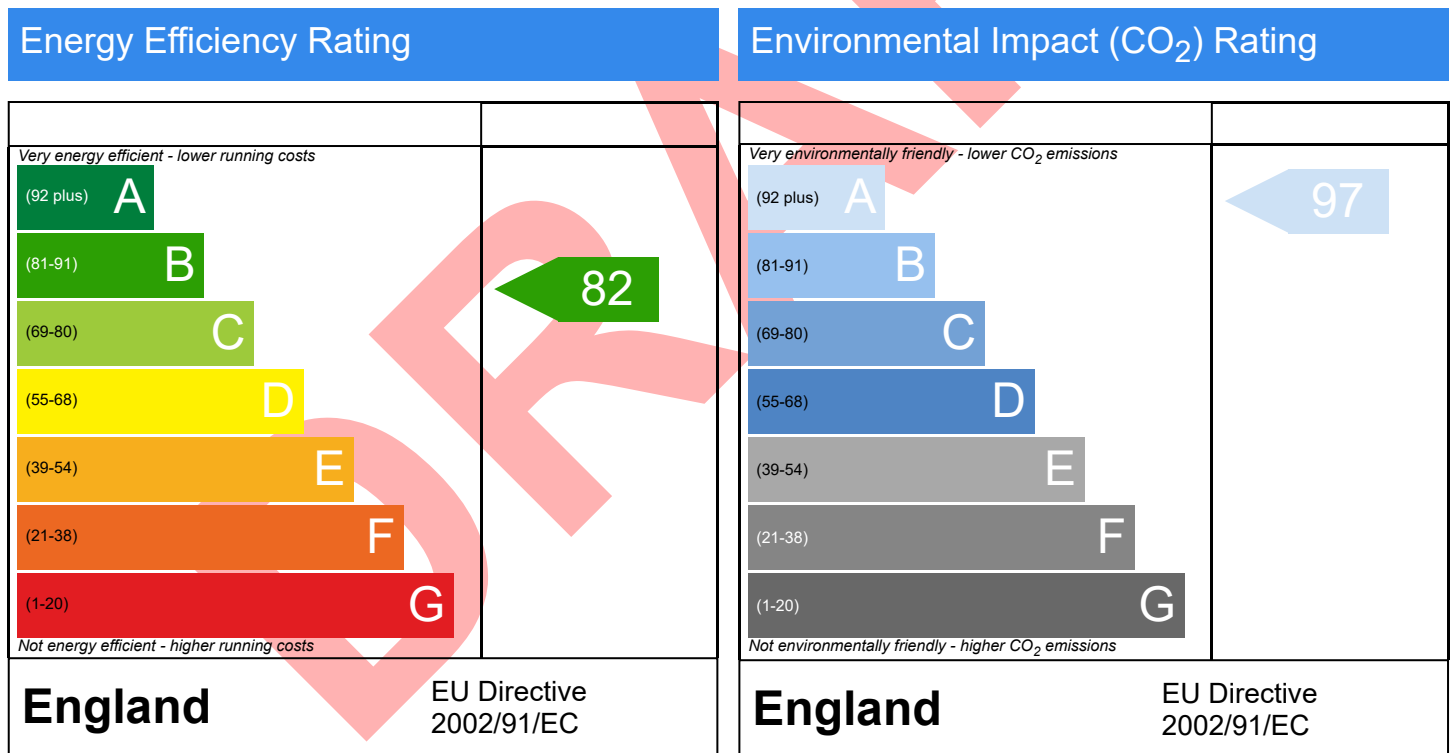 Energy Efficiency Rating
Very energy efficient - lower running costs
(92 plus) A
(81-91) B
(69-80) C
(55-68) D
(39-54) E
(21-38) F
(1-20) G
Not energy efficient - higher running costs
82
England
EU Directive
2002/91/EC
Environmental Impact (CO₂) Rating
Very environmentally friendly - lower CO₂ emissions
(92 plus) A
(81-91) B
(69-80) C
(55-68) D
(39-54) E
(21-38) F
(1-20) G
Not environmentally friendly - higher CO₂ emissions
97
England
EU Directive
2002/91/EC